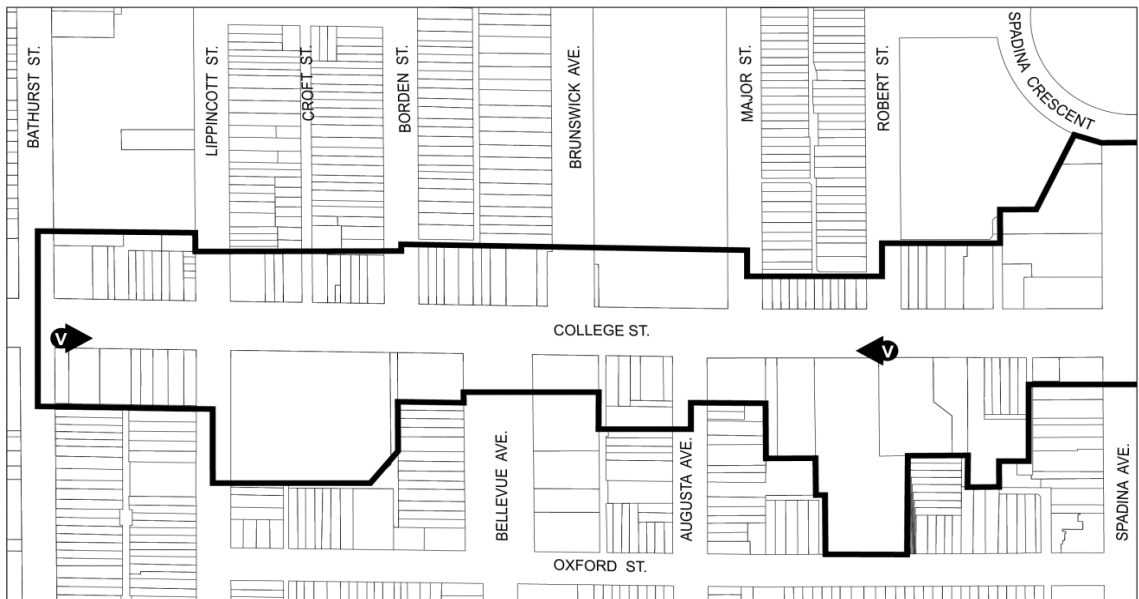 BATHURST ST.
LIPPINCOTT ST.
CROFT ST.
BORDEN ST.
BRUNSWICK AVE.
MAJOR ST.
ROBERT ST.
SPADINA CRESCENT
COLLEGE ST.
V
V
BELLEVUE AVE.
AUGUSTA AVE.
SPADINA AVE.
OXFORD ST.